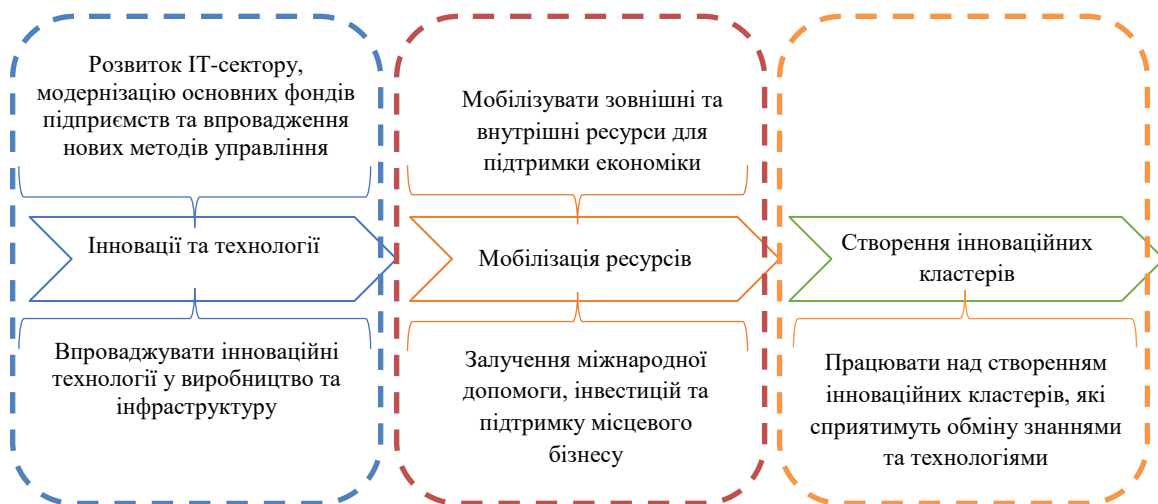 Розвиток ІТ-сектору,
модернізацію основних фондів
підприємств та впровадження
нових методів управління
Інновації та технології
Впроваджувати інноваційні
технології у виробництво та
інфраструктуру
Мобілізувати зовнішні та
внутрішні ресурси для
підтримки економіки
Мобілізація ресурсів
Залучення міжнародної
допомоги, інвестицій та
підтримку місцевого
бізнесу
Створення інноваційних
кластерів
Працювати над створенням
інноваційних кластерів, які
сприятимуть обміну знаннями
та технологіями